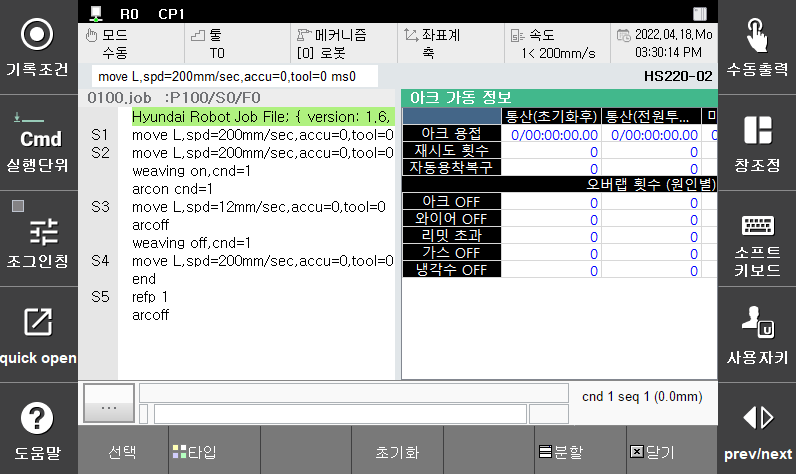 R0 CP1
모드
수동
툴
T0
메커니즘
[0] 로봇
좌표계
축
속도
1< 200mm/s
2022,04,18,Mo
03:30:14 PM
move L,spd=200mm/sec,accu=0,tool=0 ms0
HS220-02
기록조건
Cmd
실행단위
조그인칭
quick open
도움말
0100.job :P100/S0/F0
Hyundai Robot Job File; { version: 1.6,
S1 move L,spd=200mm/sec,accu=0,tool=0
S2 move L,spd=200mm/sec,accu=0,tool=0
weaving on,cnd=1
arcon cnd=1
S3 move L,spd=12mm/sec,accu=0,tool=0
arcoff
weaving off,cnd=1
S4 move L,spd=200mm/sec,accu=0,tool=0
end
S5 refp 1
arcoff
아크 가동 정보
통산(초기화후) 통산(전원투...
아크 용접 0/00:00:00.00 0/00:00:00.00 0
재시도 횟수 0 0
자동용착복구 0 0
오버랩 횟수 (원인별)
아크 OFF 0 0
와이어 OFF 0 0
리밋 초과 0 0
가스 OFF 0 0
냉각수 OFF 0 0
수동출력
창조정
소프트
키보드
U
사용자키
prev/next
...
cnd 1 seq 1 (0.0mm)
선택
타입
초기화
분할
닫기